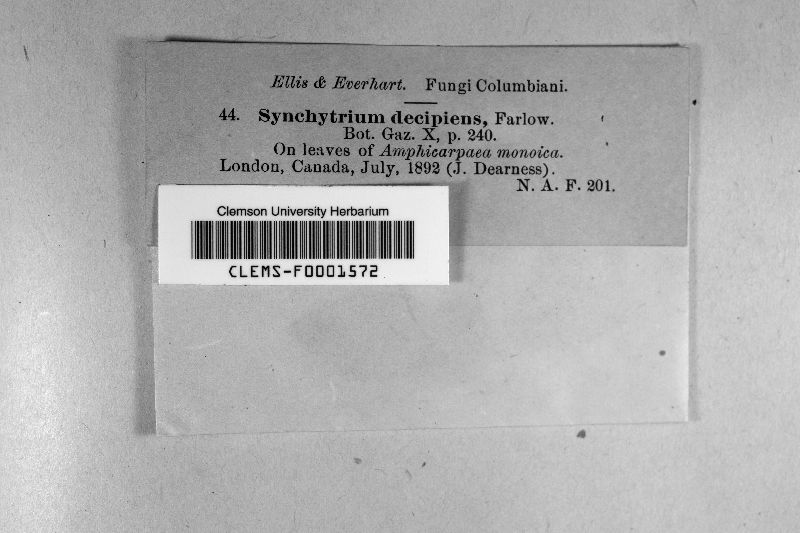 Ellis & Everhart. Fungi Columbiani.
44. Synchytrium decipiens, Farlow.
Bot. Gaz. X, p. 240.
On leaves of Amphicarpaea monoica.
London, Canada, July, 1892 (J. Dearness).
N. A. F. 201.
Clemson University Herbarium
CLEMS-F0001572